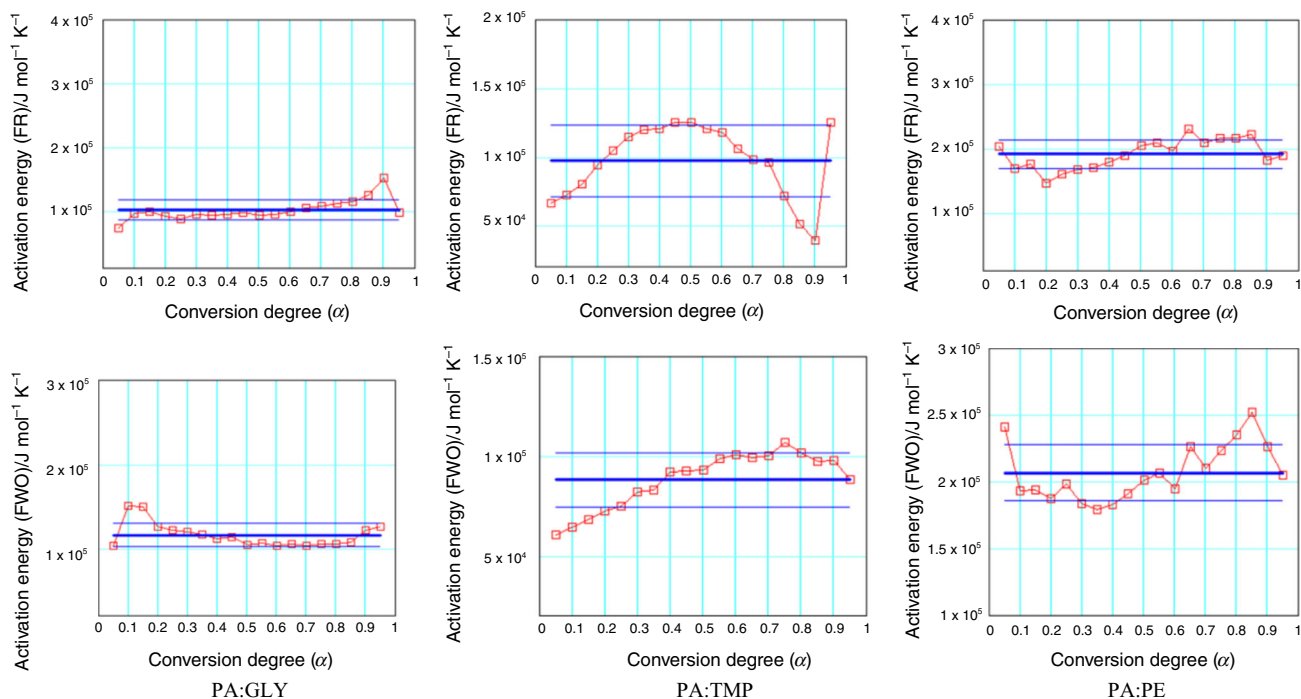 Activation energy (FR)/J mol⁻¹ K⁻¹
4 x 10⁵
3 x 10⁵
2 x 10⁵
1 x 10⁵
0 0.1 0.2 0.3 0.4 0.5 0.6 0.7 0.8 0.9 1
Conversion degree (α)
Activation energy (FR)/J mol⁻¹ K⁻¹
2 x 10⁵
1.5 x 10⁵
1 x 10⁵
5 x 10⁴
0 0.1 0.2 0.3 0.4 0.5 0.6 0.7 0.8 0.9 1
Conversion degree (α)
Activation energy (FR)/J mol⁻¹ K⁻¹
4 x 10⁵
3 x 10⁵
2 x 10⁵
1 x 10⁵
0 0.1 0.2 0.3 0.4 0.5 0.6 0.7 0.8 0.9 1
Conversion degree (α)
Activation energy (FWO)/J mol⁻¹ K⁻¹
3 x 10⁵
2 x 10⁵
1 x 10⁵
0 0.1 0.2 0.3 0.4 0.5 0.6 0.7 0.8 0.9 1
Conversion degree (α)
PA:GLY
Activation energy (FWO)/J mol⁻¹ K⁻¹
1.5 x 10⁵
1 x 10⁵
5 x 10⁴
0 0.1 0.2 0.3 0.4 0.5 0.6 0.7 0.8 0.9 1
Conversion degree (α)
PA:TMP
Activation energy (FWO)/J mol⁻¹ K⁻¹
3 x 10⁵
2.5 x 10⁵
2 x 10⁵
1.5 x 10⁵
1 x 10⁵
0 0.1 0.2 0.3 0.4 0.5 0.6 0.7 0.8 0.9 1
Conversion degree (α)
PA:PE